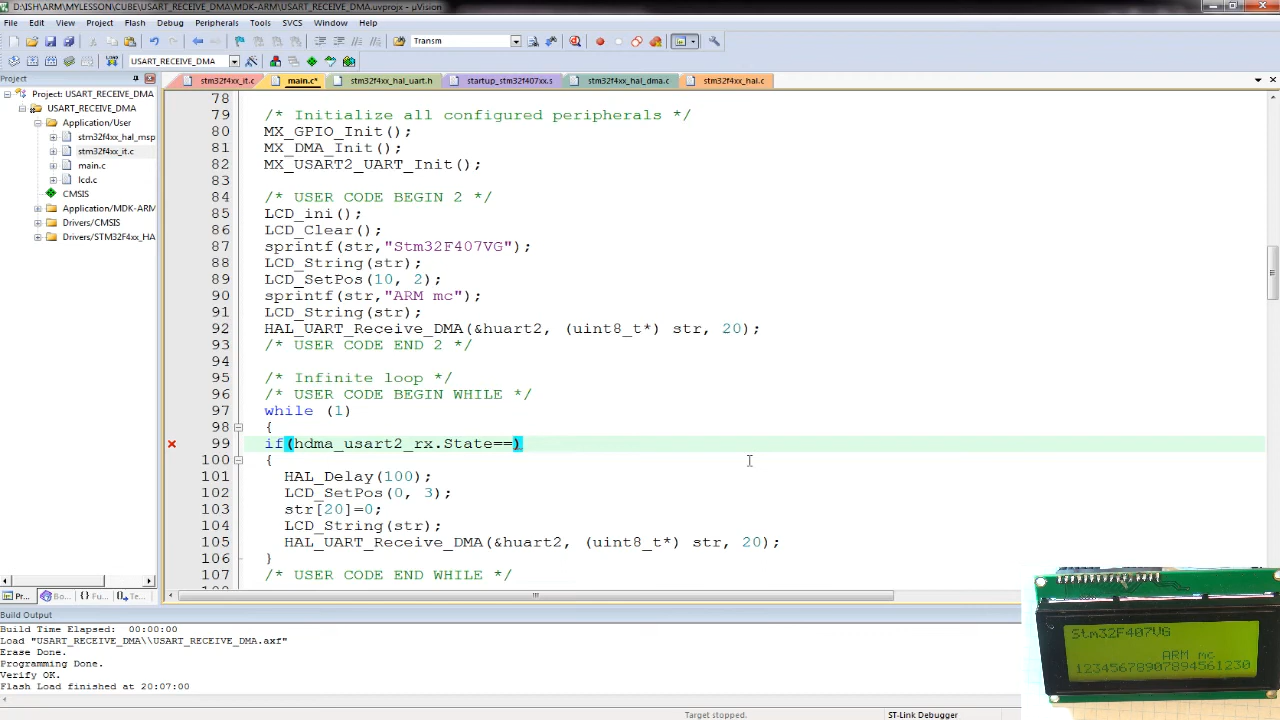 D:\ISH\ARM\MYLESSON\CUBE\USART_RECEIVE_DMA\MDK-ARM\USART_RECEIVE_DMA.uvprojx - µVision
File Edit View Project Flash Debug Peripherals Tools SVCS Window Help
Transm
USART_RECEIVE_DMA
Project
Project: USART_RECEIVE_DMA
USART_RECEIVE_DMA
Application/User
stm32f4xx_hal_msp
stm32f4xx_it.c
main.c
lcd.c
CMSIS
Application/MDK-ARM
Drivers/CMSIS
Drivers/STM32F4xx_HA
Pr... Bo... {} Fu... Te...
stm32f4xx_it.c main.c* stm32f4xx_hal_uart.h startup_stm32f407xx.s stm32f4xx_hal_dma.c stm32f4xx_hal.c
78
79 /* Initialize all configured peripherals */
80 MX_GPIO_Init();
81 MX_DMA_Init();
82 MX_USART2_UART_Init();
83
84 /* USER CODE BEGIN 2 */
85 LCD_ini();
86 LCD_Clear();
87 sprintf(str,"Stm32F407VG");
88 LCD_String(str);
89 LCD_SetPos(10, 2);
90 sprintf(str,"ARM mc");
91 LCD_String(str);
92 HAL_UART_Receive_DMA(&huart2, (uint8_t*) str, 20);
93 /* USER CODE END 2 */
94
95 /* Infinite loop */
96 /* USER CODE BEGIN WHILE */
97 while (1)
98 {
99 if(hdma_usart2_rx.State==)
100 {
101 HAL_Delay(100);
102 LCD_SetPos(0, 3);
103 str[20]=0;
104 LCD_String(str);
105 HAL_UART_Receive_DMA(&huart2, (uint8_t*) str, 20);
106 }
107 /* USER CODE END WHILE */
Build Output
Build Time Elapsed: 00:00:00
Load "USART_RECEIVE_DMA\\USART_RECEIVE_DMA.axf"
Erase Done.
Programming Done.
Verify OK.
Flash Load finished at 20:07:00
Target stopped. ST-Link Debugger
Stm32F407VG
ARM mc
12345678907894561230